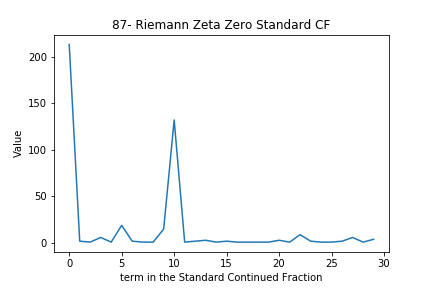 87- Riemann Zeta Zero Standard CF
200
150
100
50
0
Value
0 5 10 15 20 25 30
term in the Standard Continued Fraction